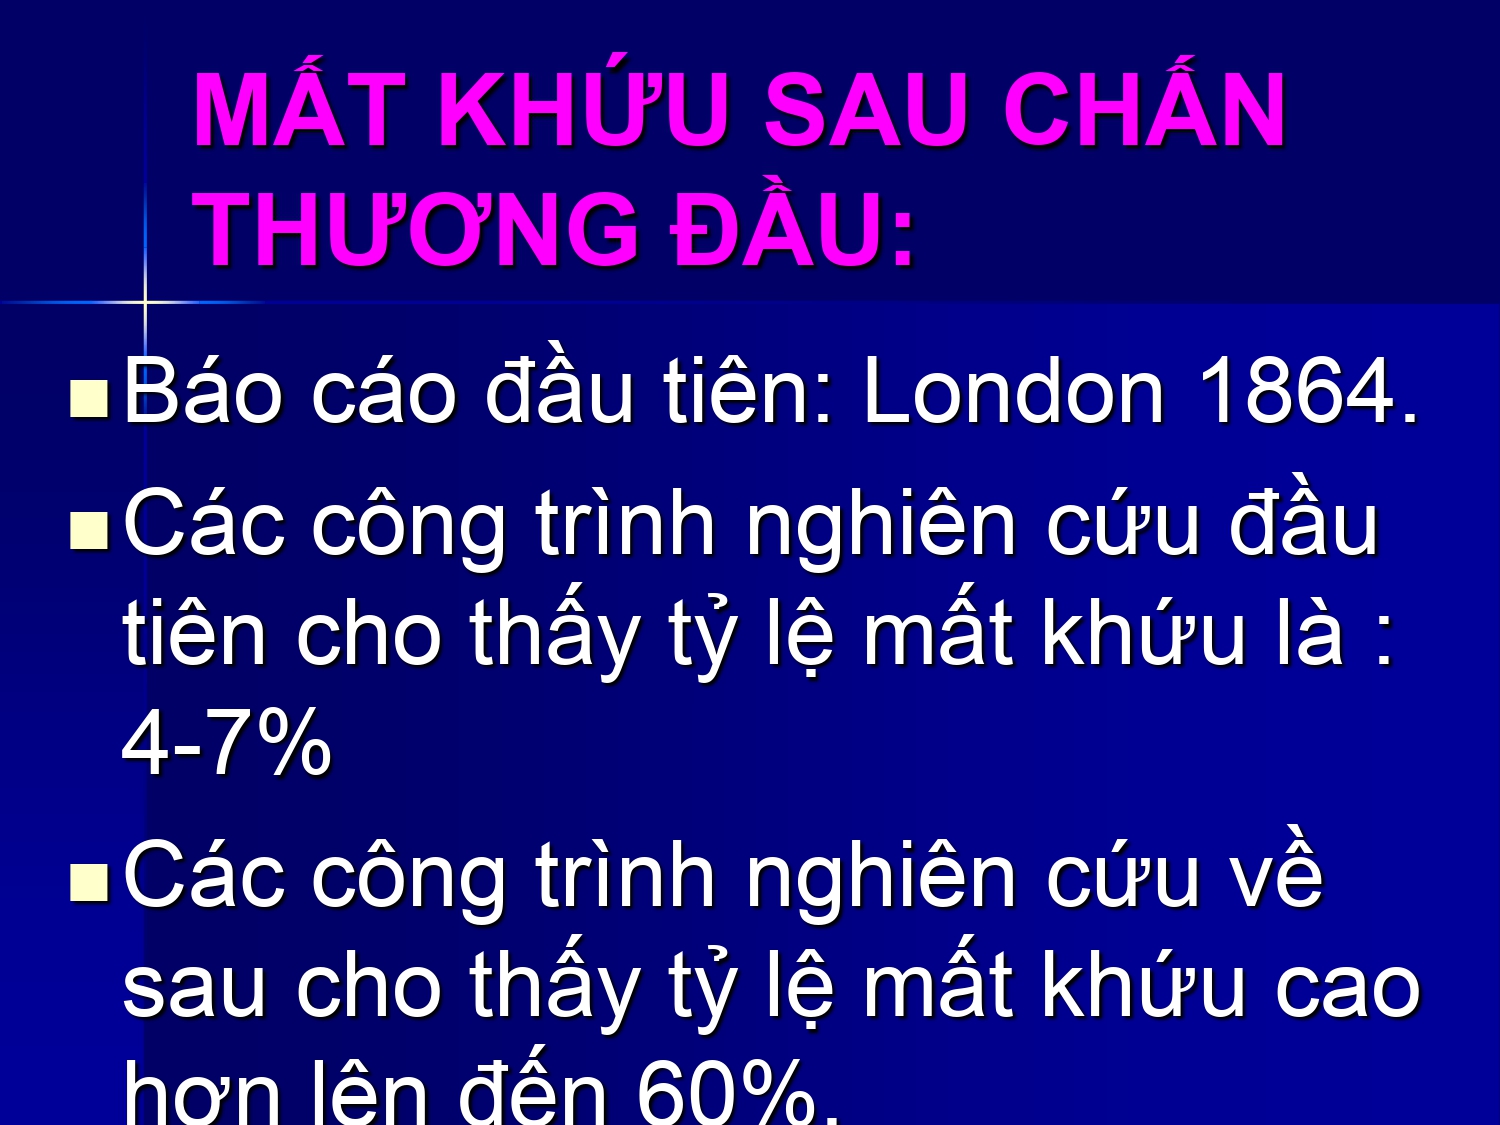 MẤT KHỨU SAU CHẤN
THƯƠNG ĐẦU:
Báo cáo đầu tiên: London 1864.
Các công trình nghiên cứu đầu
tiên cho thấy tỷ lệ mất khứu là :
4-7%
Các công trình nghiên cứu về
sau cho thấy tỷ lệ mất khứu cao
hơn lên đến 60%.